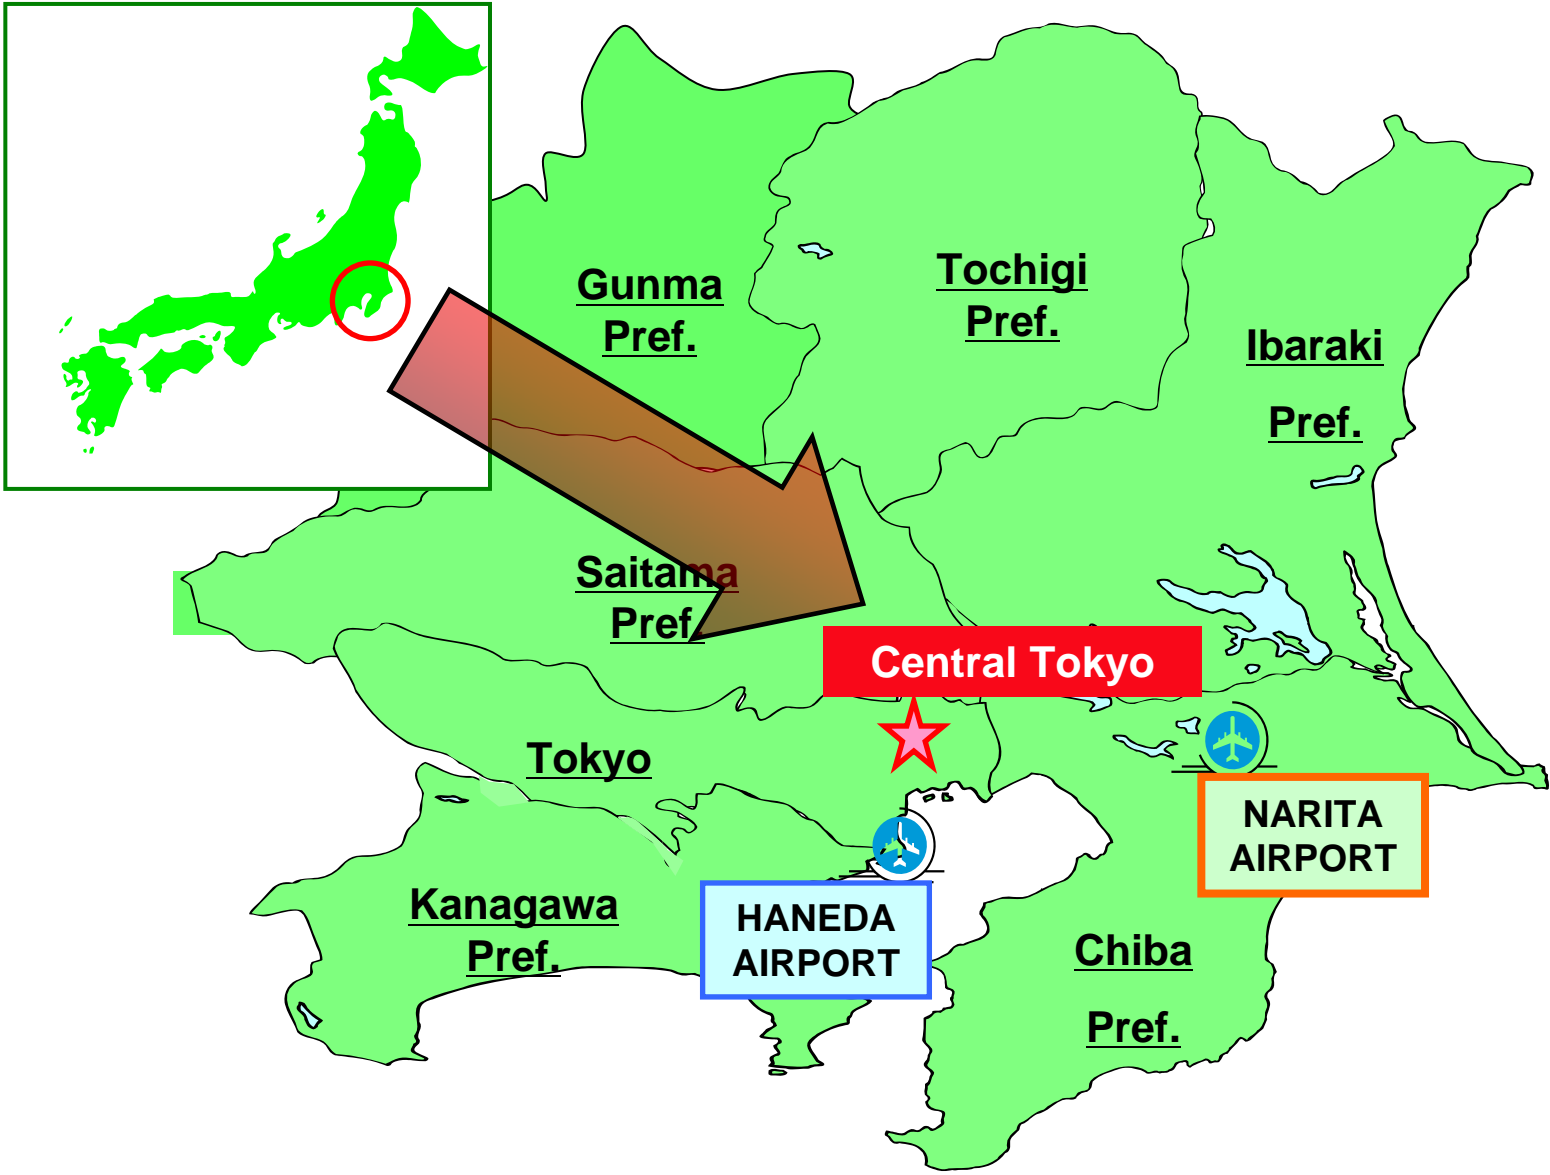 Gunma
Pref.
Tochigi
Pref.
Ibaraki
Pref.
Saitama
Pref.
Central Tokyo
Tokyo
NARITA
AIRPORT
Kanagawa
Pref.
HANEDA
AIRPORT
Chiba
Pref.